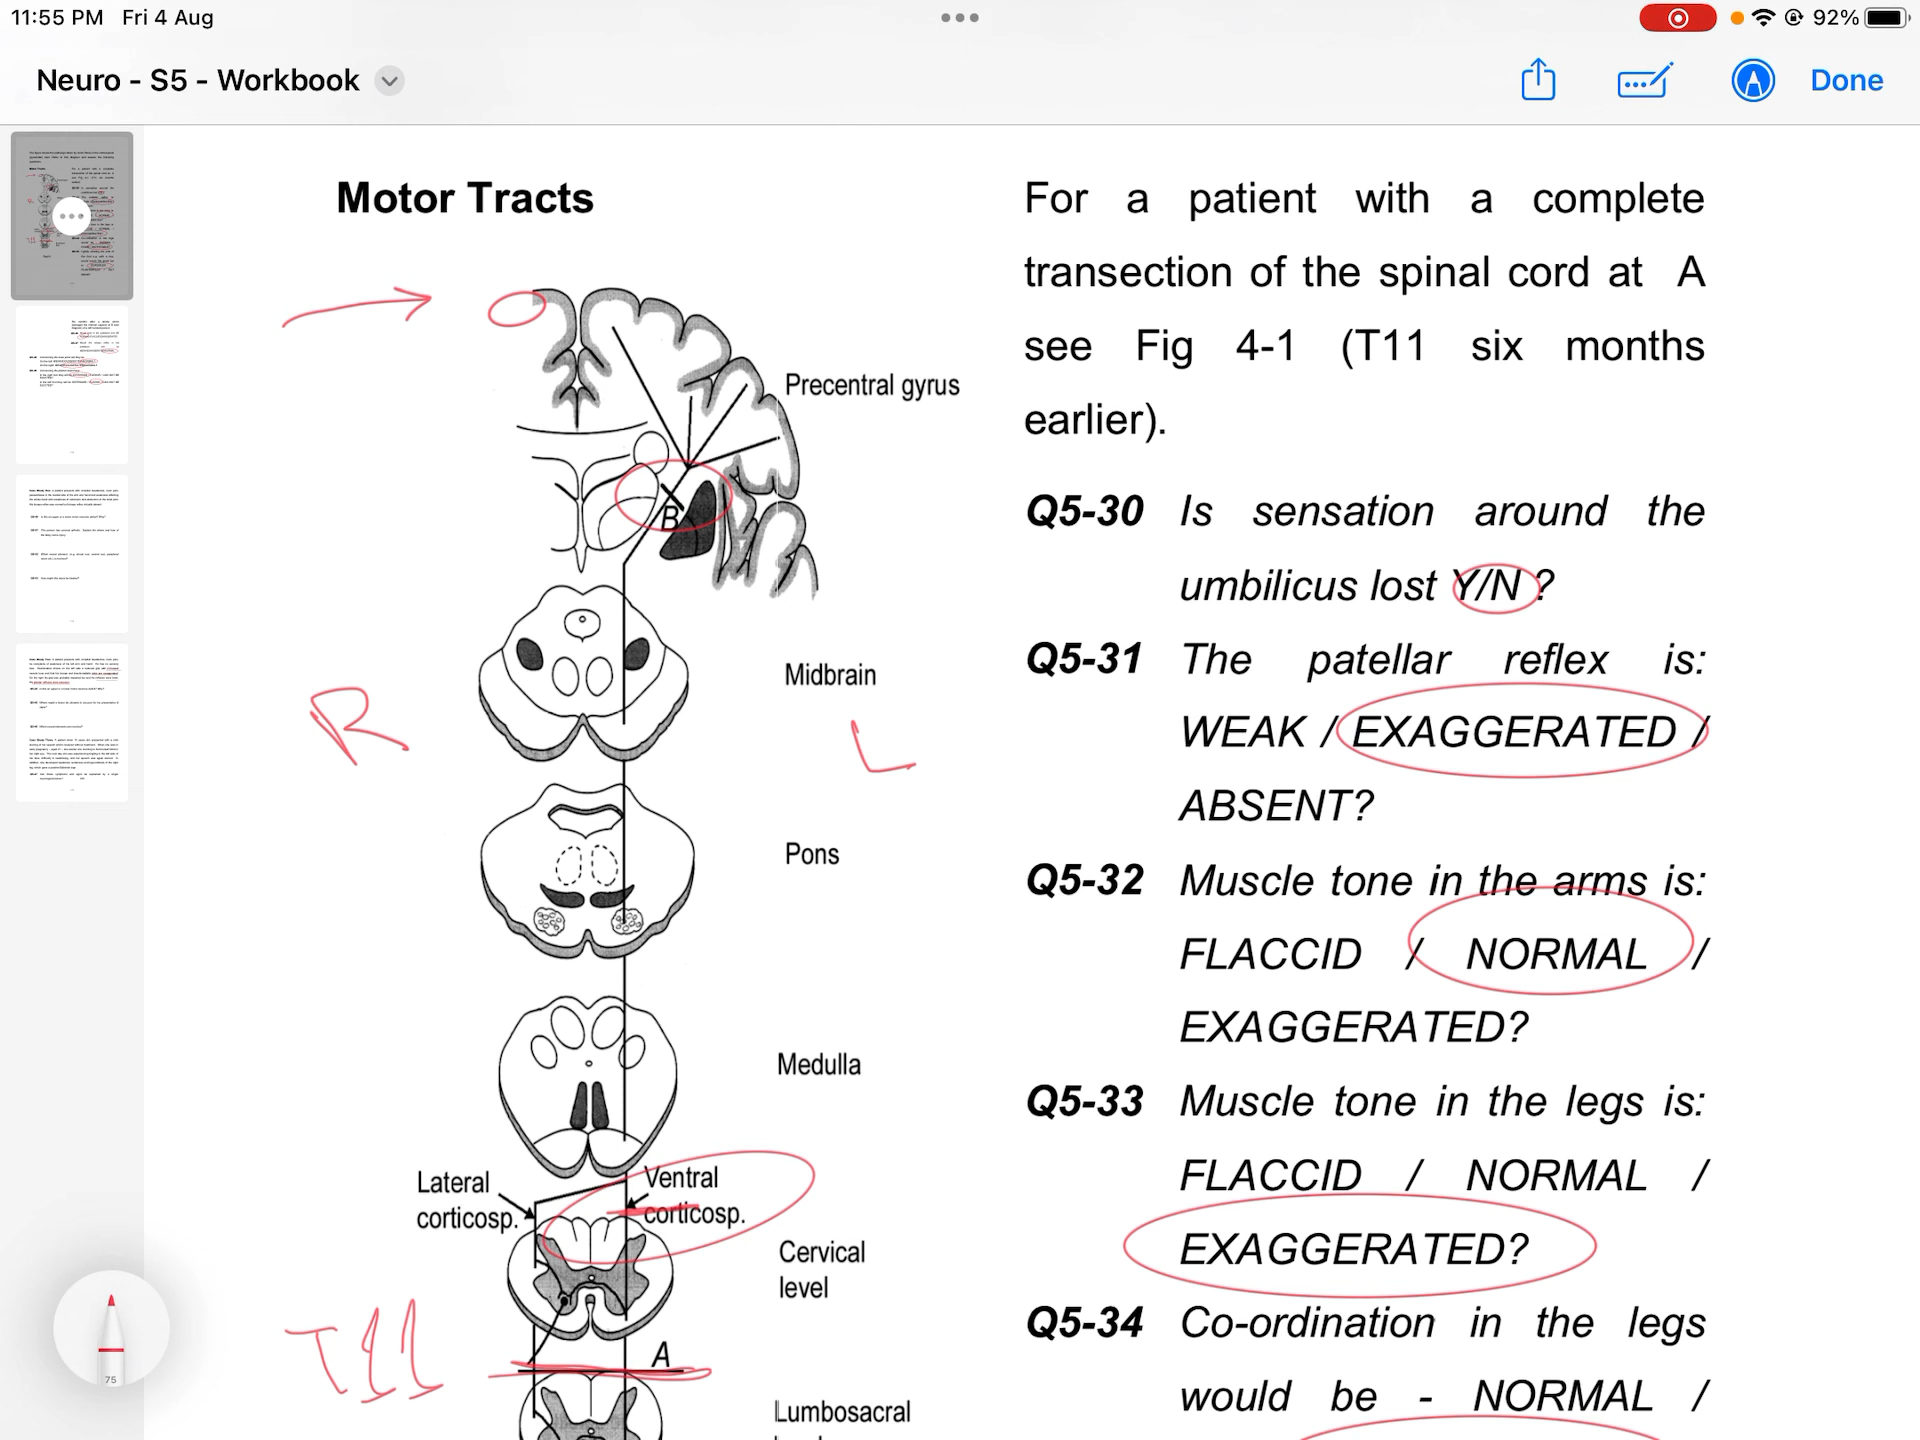 11:55 PM Fri 4 Aug
92%
Neuro - S5 - Workbook
Done
Motor Tracts
Precentral gyrus
B
Midbrain
R
L
Pons
Medulla
Lateral
corticosp.
Ventral
corticosp.
Cervical
level
T11
A
Lumbosacral
75
For a patient with a complete
transection of the spinal cord at A
see Fig 4-1 (T11 six months
earlier).
Q5-30 Is sensation around the
umbilicus lost Y/N ?
Q5-31 The patellar reflex is:
WEAK / EXAGGERATED /
ABSENT?
Q5-32 Muscle tone in the arms is:
FLACCID / NORMAL /
EXAGGERATED?
Q5-33 Muscle tone in the legs is:
FLACCID / NORMAL /
EXAGGERATED?
Q5-34 Co-ordination in the legs
would be - NORMAL /